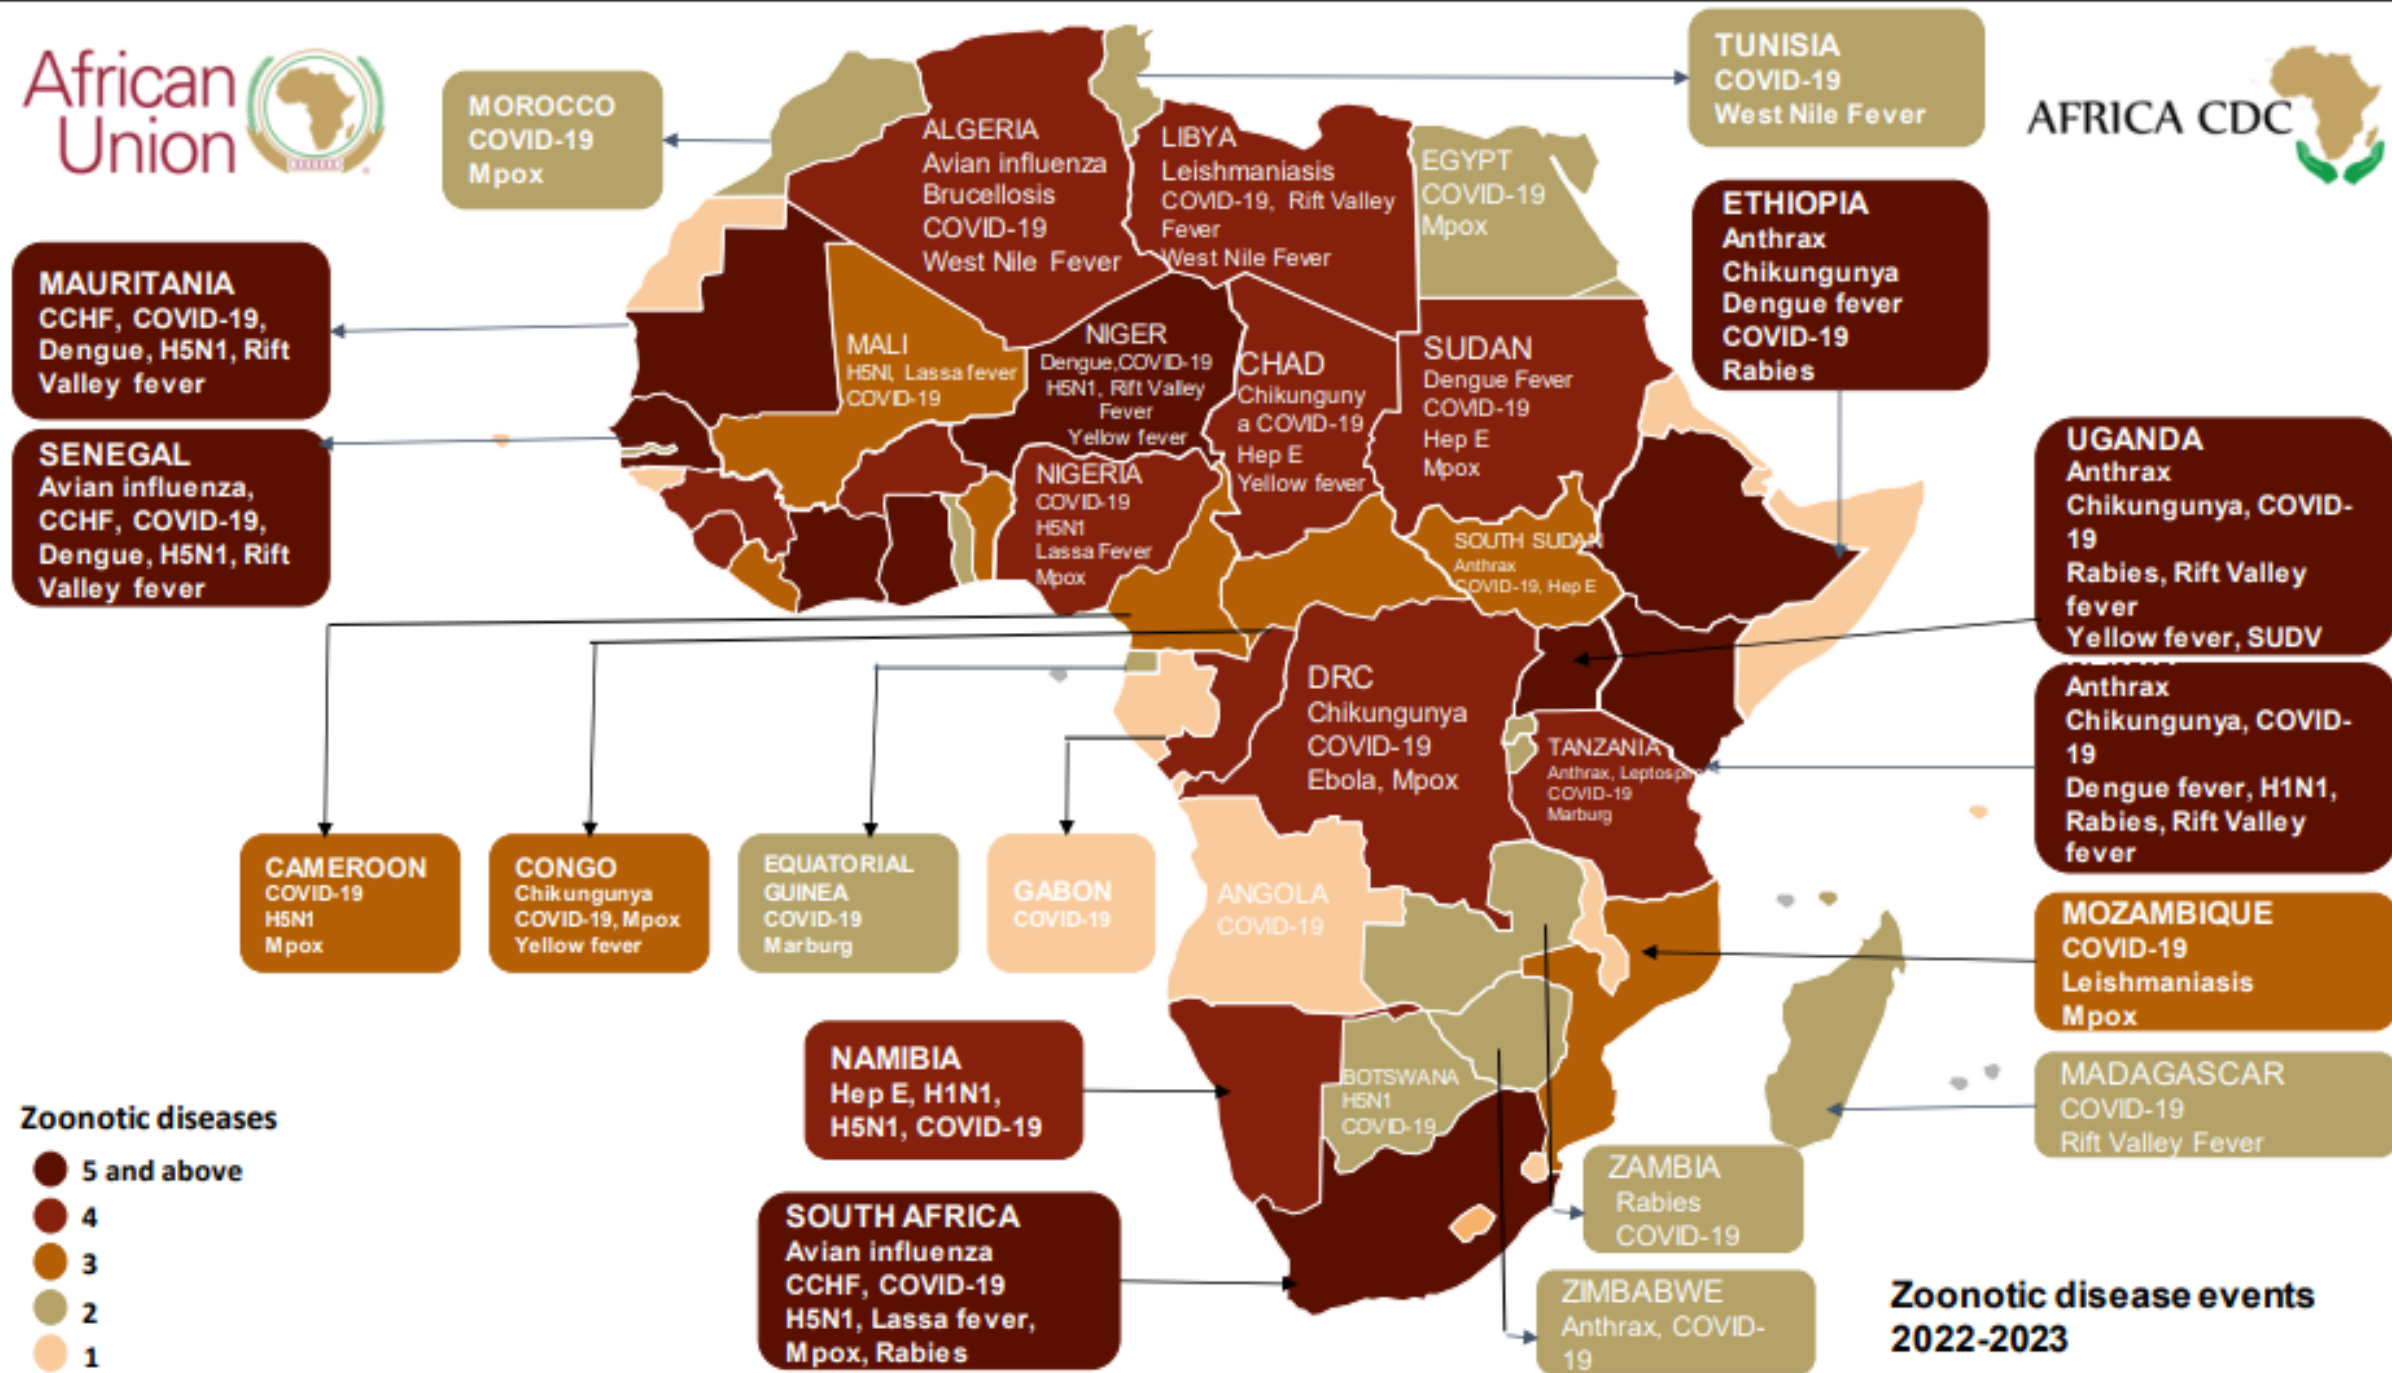 African
Union
MOROCCO
COVID-19
Mpox
ALGERIA
Avian influenza
Brucellosis
COVID-19
West Nile Fever
LIBYA
Leishmaniasis
COVID-19, Rift Valley
Fever
West Nile Fever
EGYPT
COVID-19
Mpox
TUNISIA
COVID-19
West Nile Fever
AFRICA CDC
ETHIOPIA
Anthrax
Chikungunya
Dengue fever
COVID-19
Rabies
MAURITANIA
CCHF, COVID-19,
Dengue, H5N1, Rift
Valley fever
SENEGAL
Avian influenza,
CCHF, COVID-19,
Dengue, H5N1, Rift
Valley fever
MALI
H5NI, Lassa fever
COVID-19
NIGER
Dengue,COVID-19
H5N1, Rift Valley
Fever
Yellow fever
CHAD
Chikunguny
a COVID-19
Hep E
Yellow fever
SUDAN
Dengue Fever
COVID-19
Hep E
Mpox
NIGERIA
COVID-19
H5N1
Lassa Fever
Mpox
SOUTH SUDAN
Anthrax
COVID-19, Hep E
UGANDA
Anthrax
Chikungunya, COVID-
19
Rabies, Rift Valley
fever
Yellow fever, SUDV
Anthrax
Chikungunya, COVID-
19
Dengue fever, H1N1,
Rabies, Rift Valley
fever
DRC
Chikungunya
COVID-19
Ebola, Mpox
TANZANIA
Anthrax, Leptospi
COVID-19
Marburg
CAMEROON
COVID-19
H5N1
Mpox
CONGO
Chikungunya
COVID-19, Mpox
Yellow fever
EQUATORIAL
GUINEA
COVID-19
Marburg
GABON
COVID-19
ANGOLA
COVID-19
MOZAMBIQUE
COVID-19
Leishmaniasis
Mpox
NAMIBIA
Hep E, H1N1,
H5N1, COVID-19
BOTSWANA
H5N1
COVID-19
MADAGASCAR
COVID-19
Rift Valley Fever
ZAMBIA
Rabies
COVID-19
SOUTH AFRICA
Avian influenza
CCHF, COVID-19
H5N1, Lassa fever,
Mpox, Rabies
ZIMBABWE
Anthrax, COVID-
19
Zoonotic diseases
5 and above
4
3
2
1
Zoonotic disease events
2022-2023